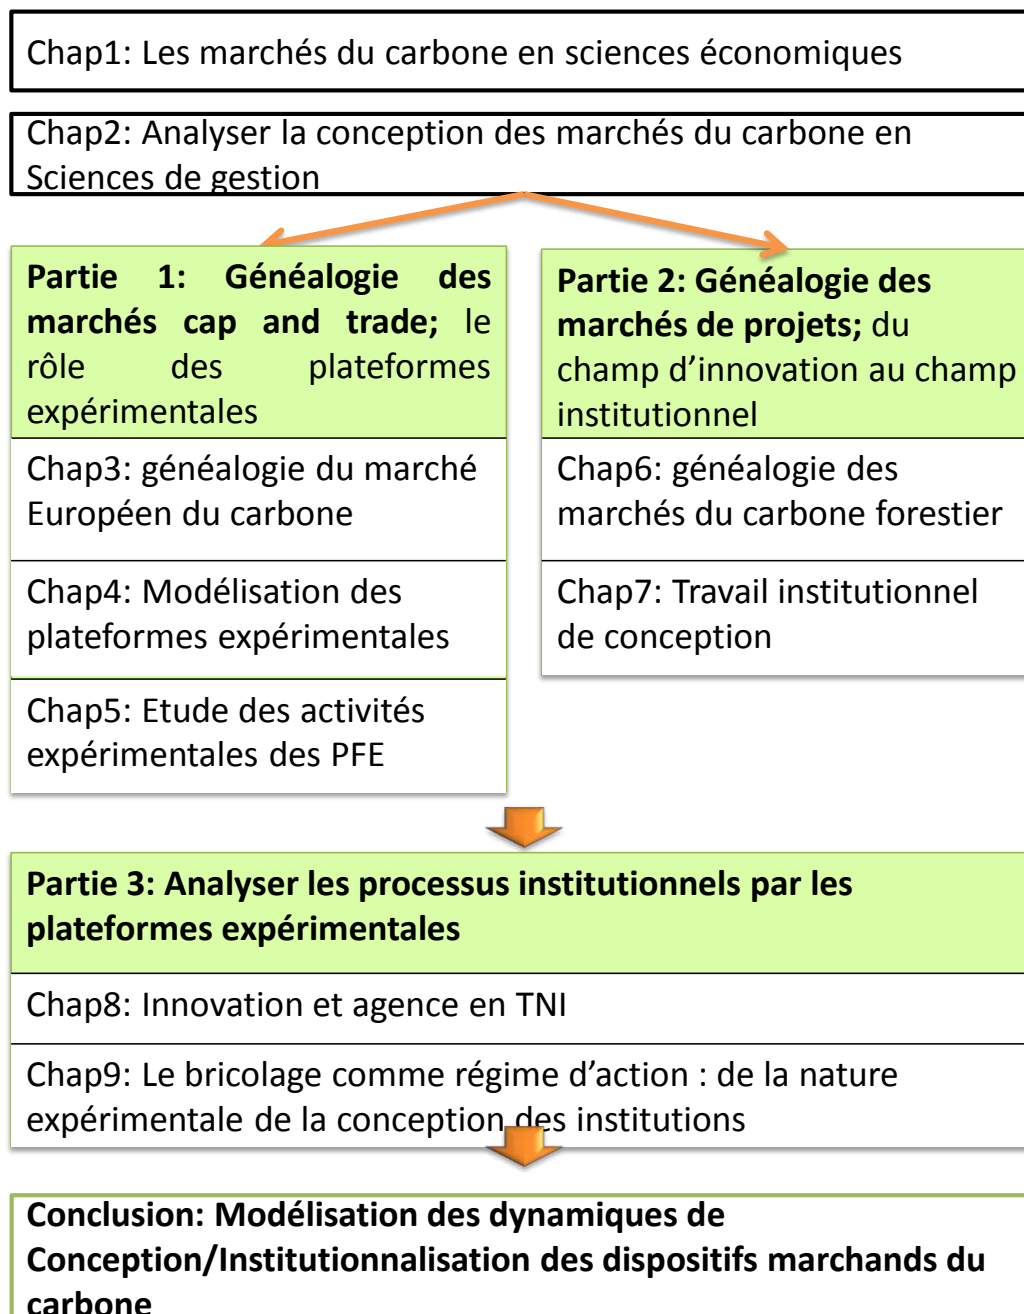 Chap1: Les marchés du carbone en sciences économiques
Chap2: Analyser la conception des marchés du carbone en
Sciences de gestion
Partie 1: Généalogie des
marchés cap and trade; le
rôle des plateformes
expérimentales
Chap3: généalogie du marché
Européen du carbone
Chap4: Modélisation des
plateformes expérimentales
Chap5: Etude des activités
expérimentales des PFE
Partie 2: Généalogie des
marchés de projets; du
champ d’innovation au champ
institutionnel
Chap6: généalogie des
marchés du carbone forestier
Chap7: Travail institutionnel
de conception
Partie 3: Analyser les processus institutionnels par les
plateformes expérimentales
Chap8: Innovation et agence en TNI
Chap9: Le bricolage comme régime d’action : de la nature
expérimentale de la conception des institutions
Conclusion: Modélisation des dynamiques de
Conception/Institutionnalisation des dispositifs marchands du
carbone